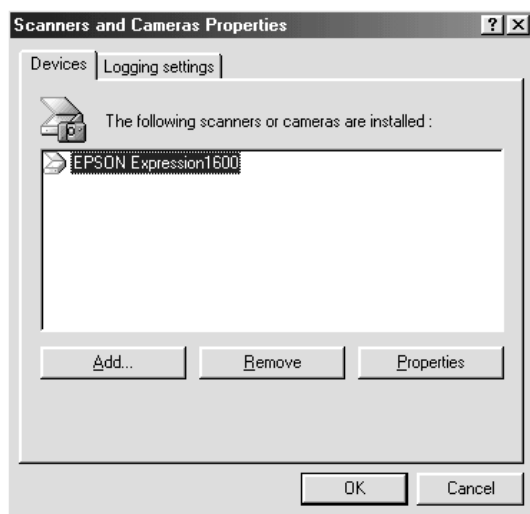 Scanners and Cameras Properties ? ×
Devices Logging settings
The following scanners or cameras are installed :
EPSON Expression1600
Add... Remove Properties
OK Cancel